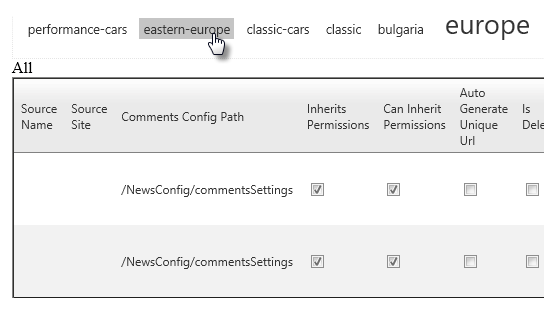 performance-cars eastern-europe classic-cars classic bulgaria europe
All
Source Name Source Site Comments Config Path Inherits Permissions Can Inherit Permissions Auto Generate Unique Url Is Dele
/NewsConfig/commentsSettings
/NewsConfig/commentsSettings